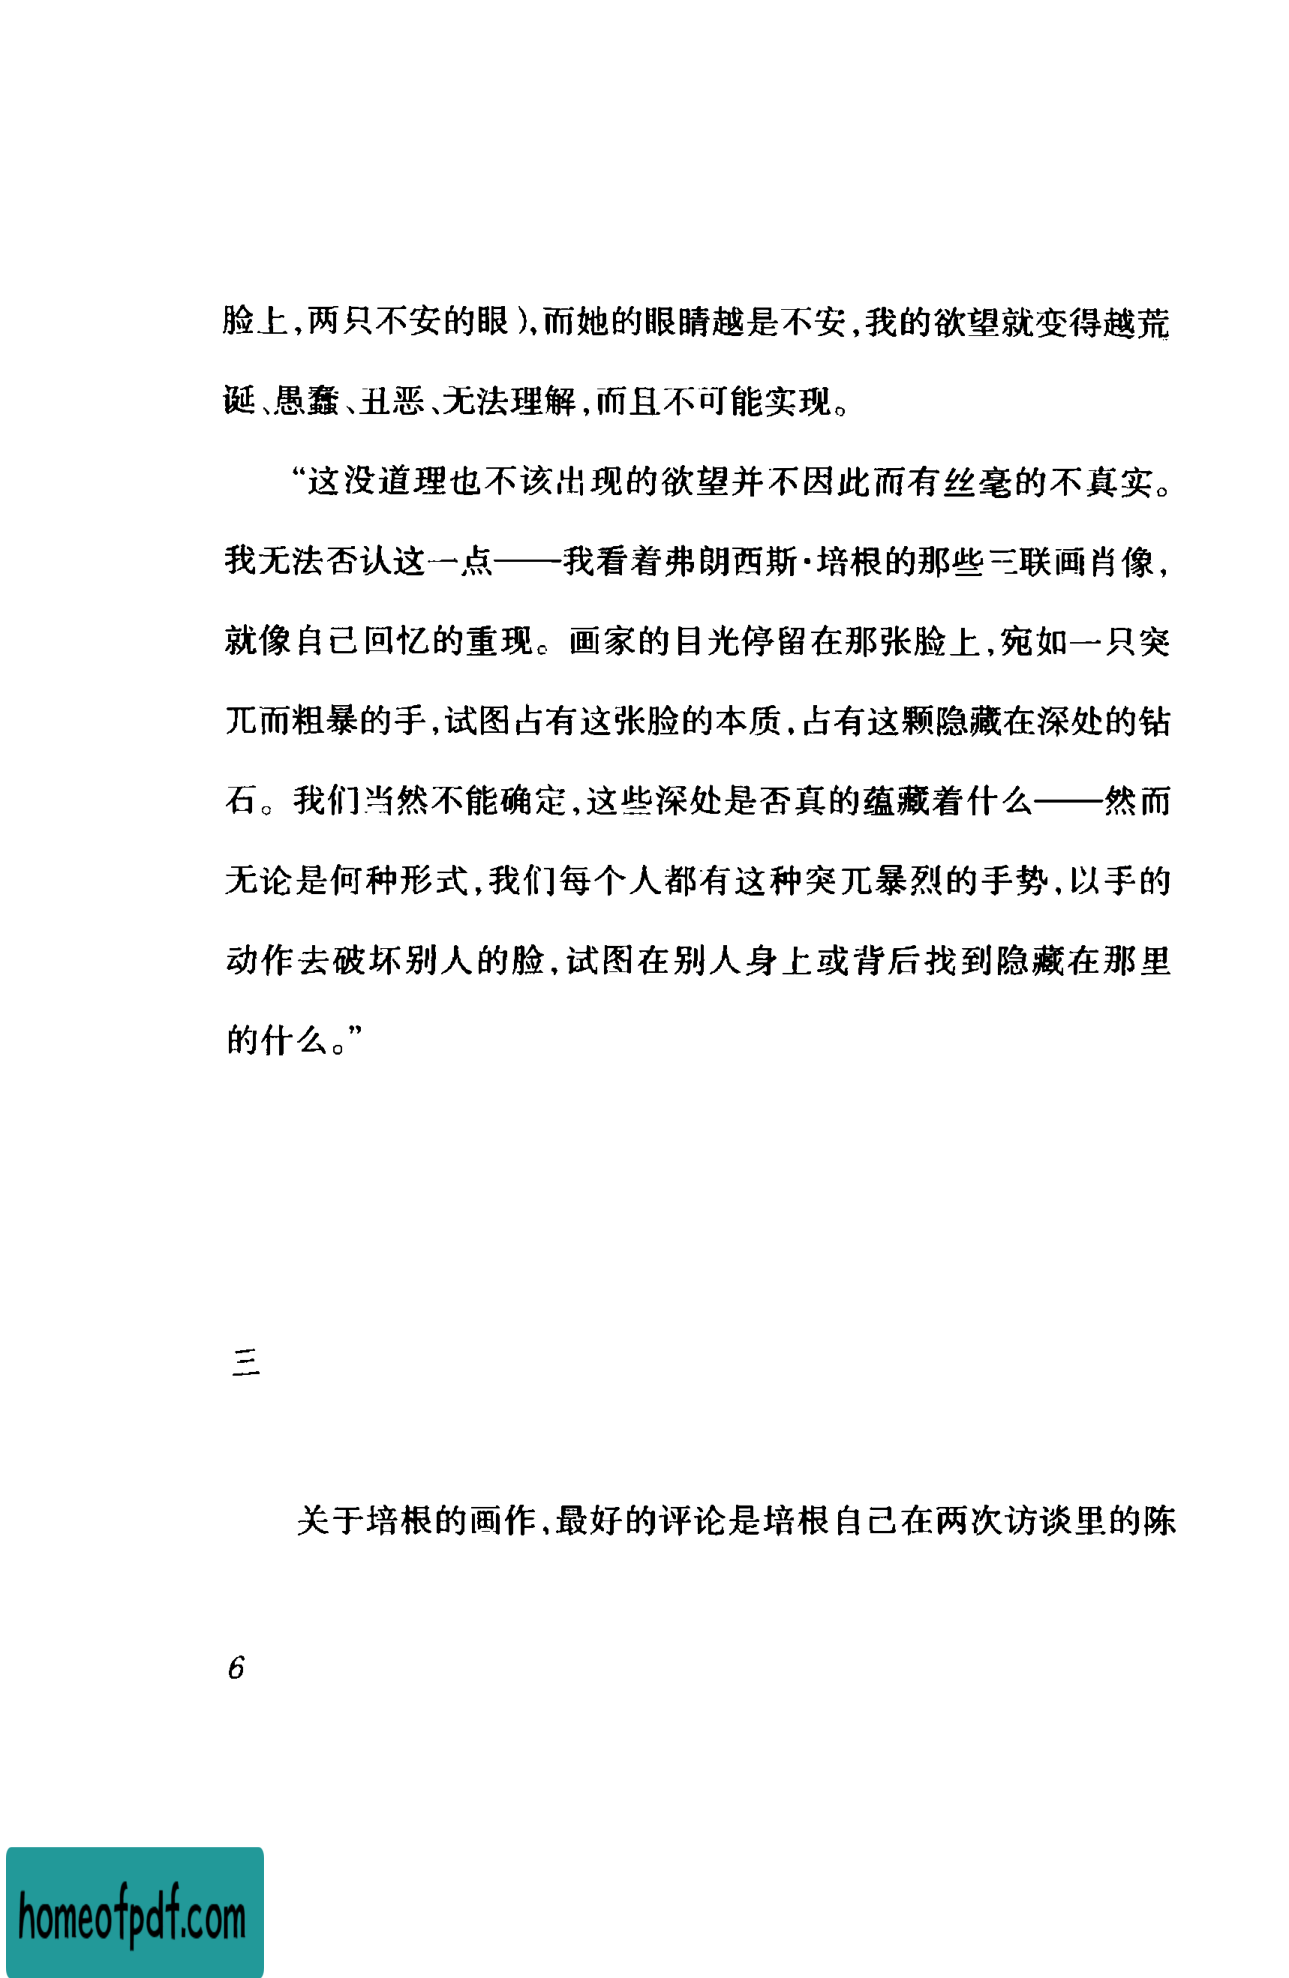 脸上,两只不安的眼),而她的眼睛越是不安,我的欲望就变得越荒
诞、愚蠢、丑恶、无法理解,而且不可能实现。
“这没道理也不该出现的欲望并不因此而有丝毫的不真实。
我无法否认这一点——我看着弗朗西斯·培根的那些三联画肖像,
就像自己回忆的重现。画家的目光停留在那张脸上,宛如一只突
兀而粗暴的手,试图占有这张脸的本质,占有这颗隐藏在深处的钻
石。我们当然不能确定,这些深处是否真的蕴藏着什么——然而
无论是何种形式,我们每个人都有这种突兀暴烈的手势,以手的
动作去破坏别人的脸,试图在别人身上或背后找到隐藏在那里
的什么。”
三
关于培根的画作,最好的评论是培根自己在两次访谈里的陈
6
homeofpdf.com